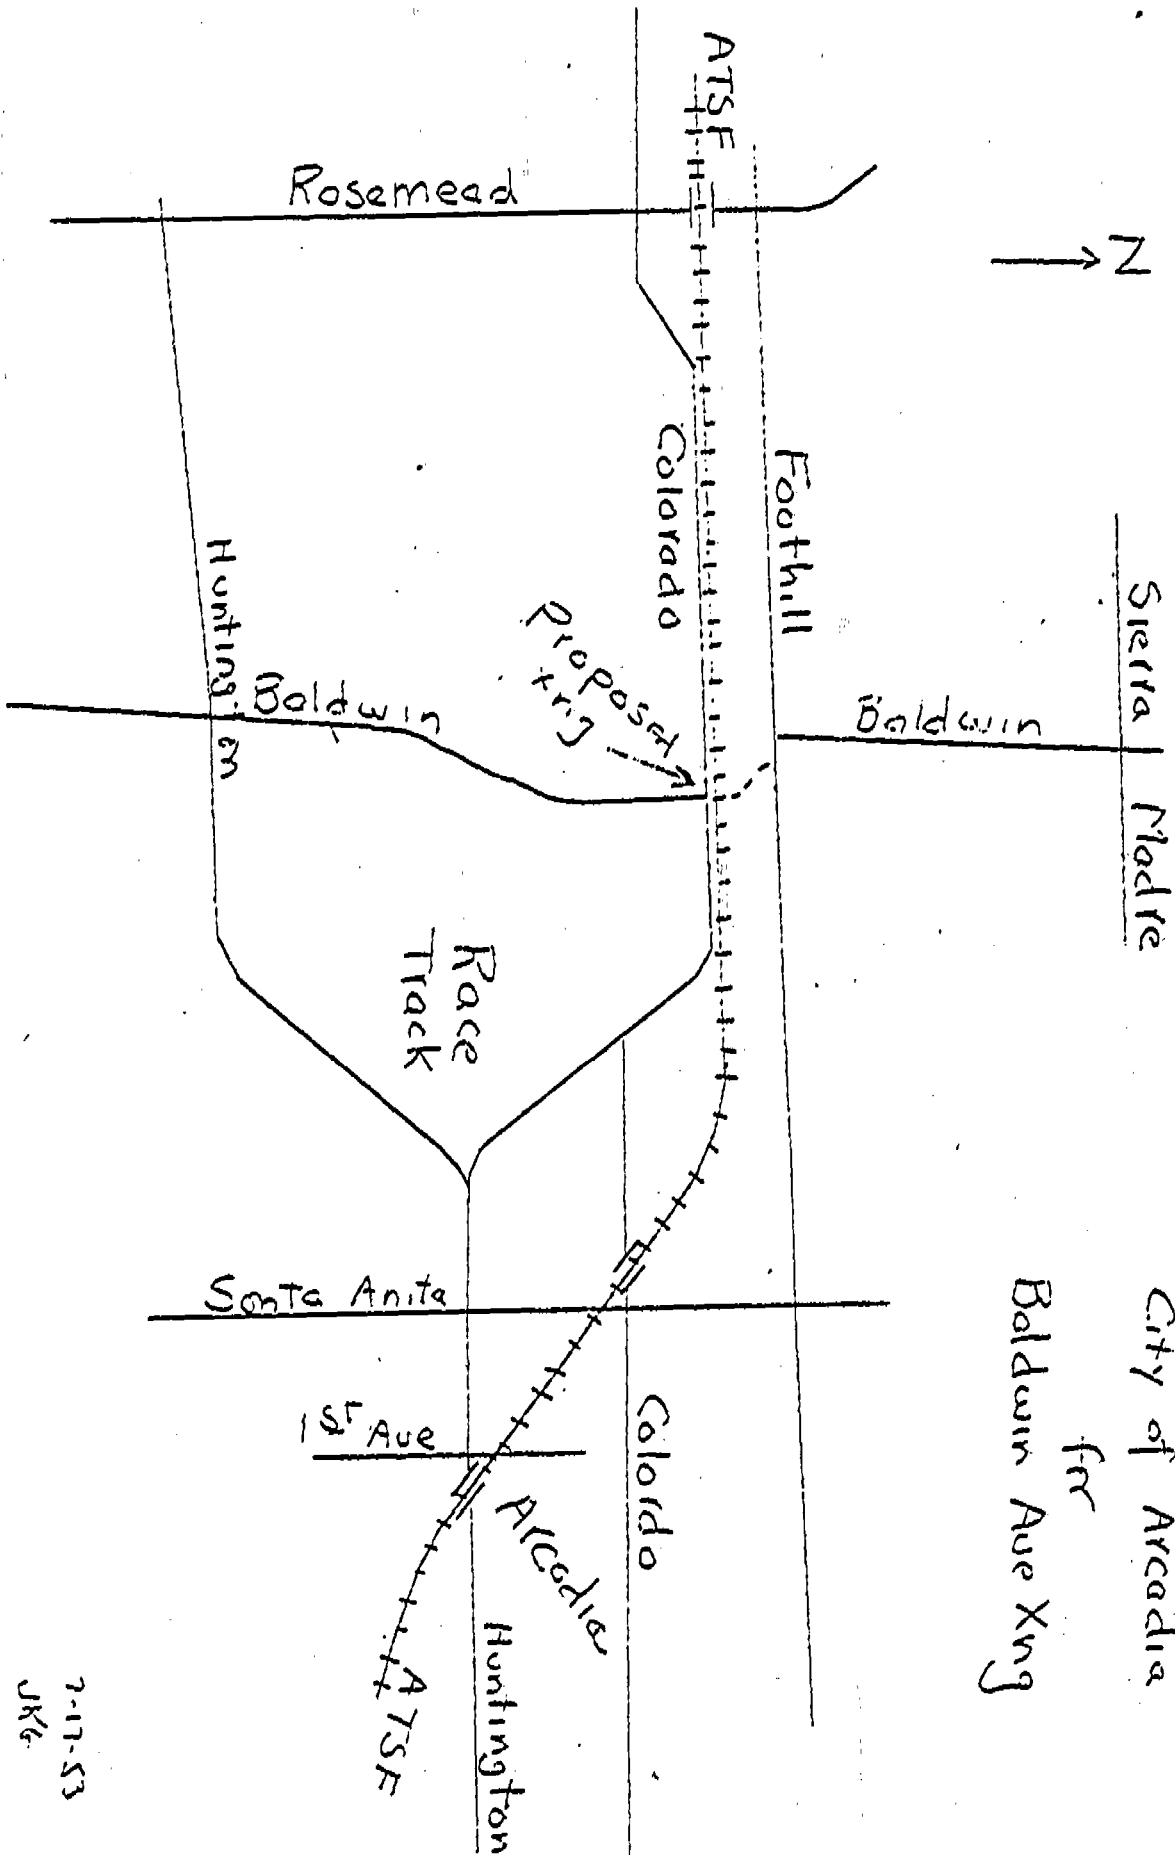 City of Arcadia
for
Baldwin Ave Xng
Sierra Madre
N
ATSF
Rosemead
Foothill
Colorado
Proposed
xng
Baldwin
Baldwin
Huntington
Race
Track
Santa Anita
1ST Ave
Colordo
Arcadia
Huntington
ATSF
7-17-53
JKG